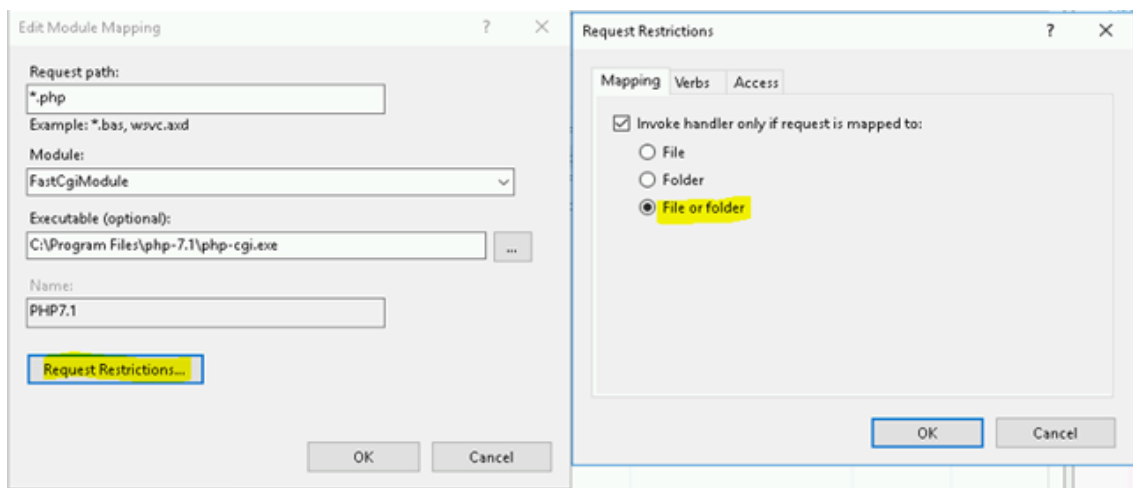 Edit Module Mapping
Request path:
*.php
Example: *.bas, wsvc.axd
Module:
FastCgiModule
Executable (optional):
C:\Program Files\php-7.1\php-cgi.exe
...
Name:
PHP7.1
Request Restrictions...
OK
Cancel
Request Restrictions
Mapping
Verbs
Access
Invoke handler only if request is mapped to:
File
Folder
File or folder
OK
Cancel